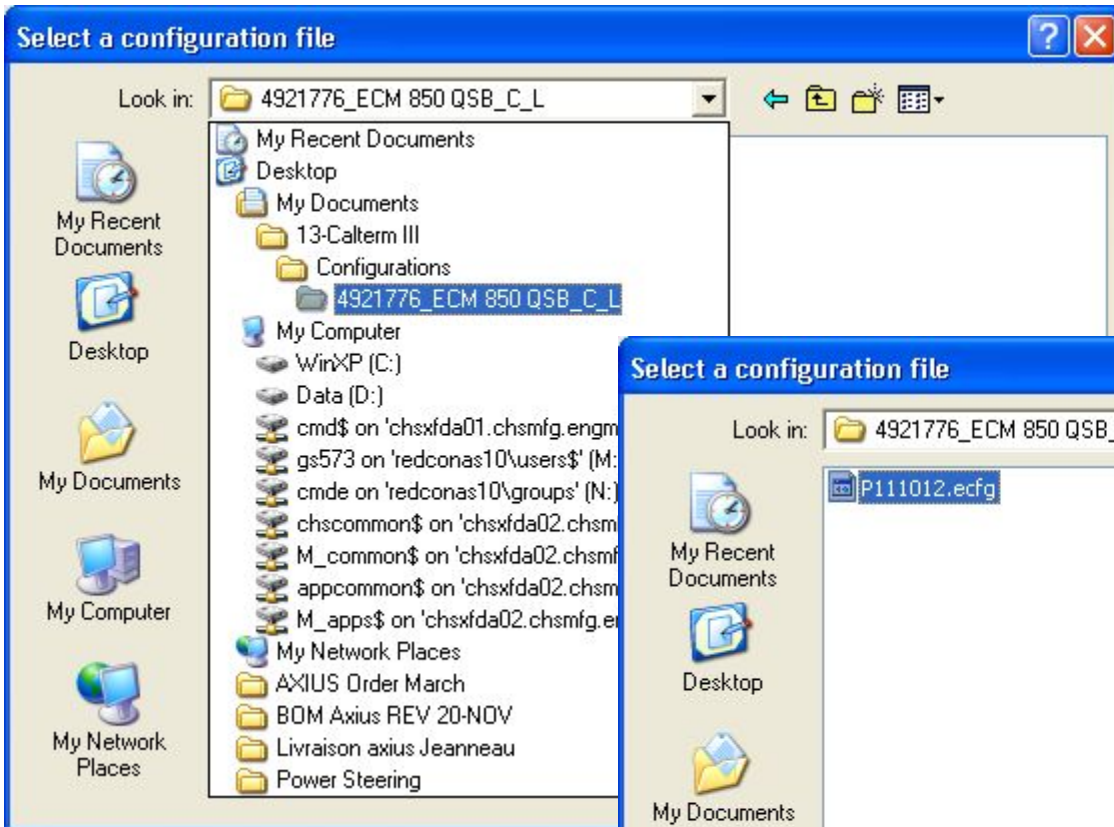 Select a configuration file
Look in: 4921776_ECM 850 QSB_C_L
My Recent Documents
Desktop
My Documents
13-Calterm III
Configurations
4921776_ECM 850 QSB_C_L
My Computer
WinXP (C:)
Data (D:)
cmd$ on 'chsxfda01.chsmfg.engm
gs573 on 'redconas10\users$' (M:
cmde on 'redconas10\groups' (N:)
chscommon$ on 'chsxfda02.chsm
M_common$ on 'chsxfda02.chsmf
appcommon$ on 'chsxfda02.chsm
M_apps$ on 'chsxfda02.chsmfg.er
My Network Places
AXIUS Order March
BOM Axius REV 20-NOV
Livraison axius Jeanneau
Power Steering
My Recent
Documents
Desktop
My Documents
My Computer
My Network
Places
Select a configuration file
Look in: 4921776_ECM 850 QSB_
P111012.ecfg
My Recent
Documents
Desktop
My Documents